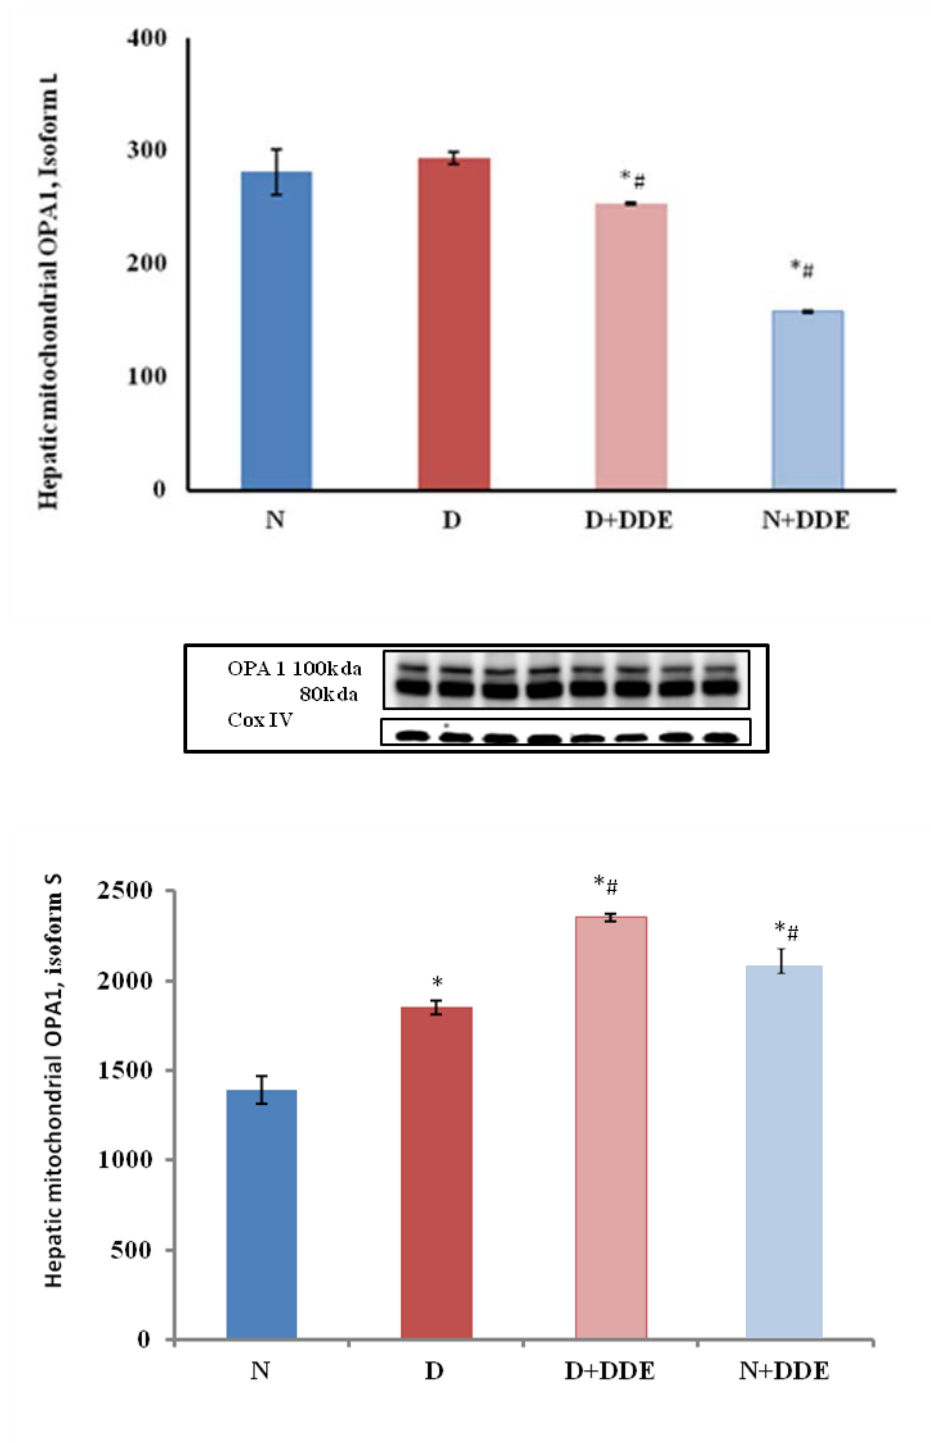 Hepatic mitochondrial OPA1, Isoform L
400
300
200
100
0
*#
*#
N D D+DDE N+DDE
OPA 1 100kda
80kda
Cox IV
Hepatic mitochondrial OPA1, isoform S
2500
2000
1500
1000
500
0
*
*#
*#
N D D+DDE N+DDE